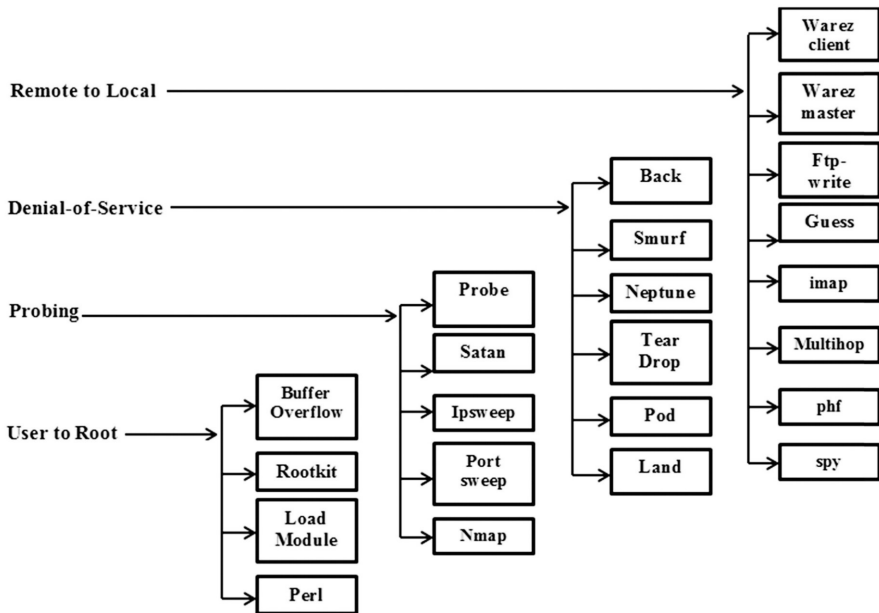 Remote to Local
Warez
client
Warez
master
Ftp-
write
Guess
imap
Multihop
phf
spy
Denial-of-Service
Back
Smurf
Neptune
Tear
Drop
Pod
Land
Probing
Probe
Satan
Ipsweep
Port
sweep
Nmap
User to Root
Buffer
Overflow
Rootkit
Load
Module
Perl